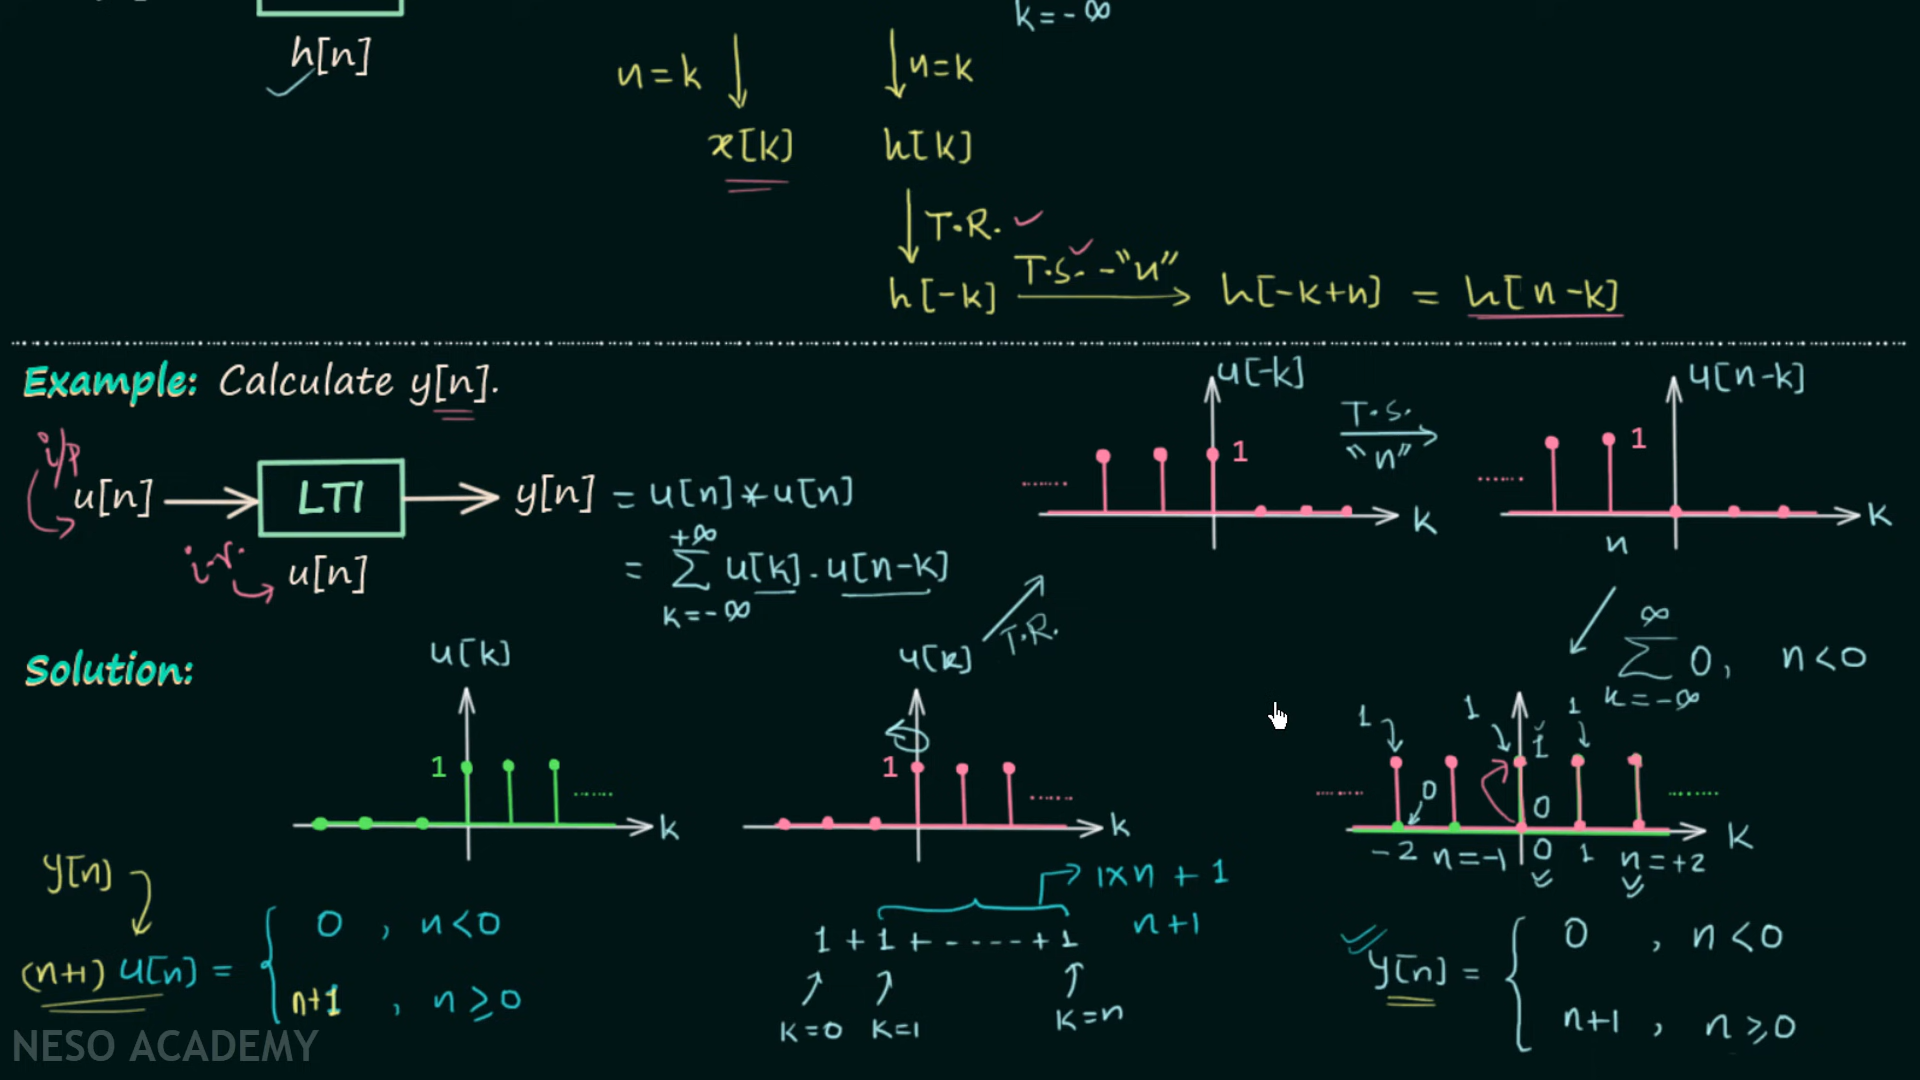 k=-∞
h[n]
n=k
n=k
x[k]
h[k]
T.R.
h[-k]
T.S. -"n"
h[-k+n] = h[n-k]
Example: Calculate y[n].
i/p
u[n]
LTI
y[n] = u[n]*u[n]
i.r.
u[n]
+∞
= Σ u[k].u[n-k]
k=-∞
T.R.
u[-k]
1
K
T.S.
"n"
u[n-k]
1
K
n
∞
Σ 0, n<0
k=-∞
Solution:
u[k]
1
k
u[k]
1
k
1 1 1
1
0
0
-2 n=-1 0 1 n=+2
K
y[n]
(n+1) u[n] =
0 , n<0
n+1 , n≥0
1xn + 1
n+1
1 + 1 + ---- + 1
k=0 k=1 k=n
y[n] =
0 , n<0
n+1 , n≥0
NESO ACADEMY